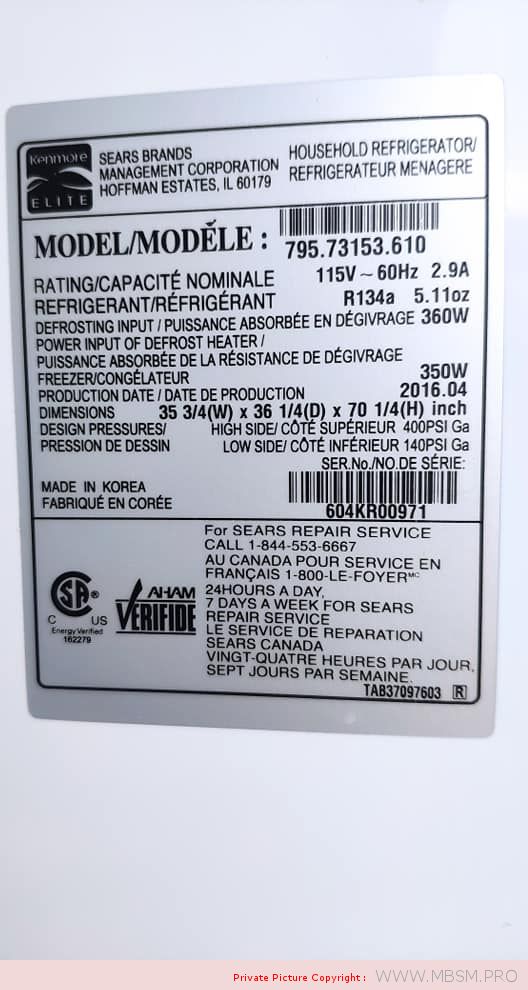 Kenmore
ELITE
SEARS BRANDS
MANAGEMENT CORPORATION
HOFFMAN ESTATES, IL 60179
HOUSEHOLD REFRIGERATOR/
REFRIGERATEUR MENAGERE
MODEL/MODĚLE : 795.73153.610
RATING/CAPACITÉ NOMINALE 115V ~ 60Hz 2.9A
REFRIGERANT/RÉFRIGÉRANT R134a 5.11oz
DEFROSTING INPUT / PUISSANCE ABSORBÉE EN DÉGIVRAGE 360W
POWER INPUT OF DEFROST HEATER /
PUISSANCE ABSORBÉE DE LA RÉSISTANCE DE DÉGIVRAGE
FREEZER/CONGÉLATEUR 350W
PRODUCTION DATE / DATE DE PRODUCTION 2016.04
DIMENSIONS 35 3/4(W) x 36 1/4(D) x 70 1/4(H) inch
DESIGN PRESSURES/ HIGH SIDE/ CÔTÉ SUPÉRIEUR 400PSI Ga
PRESSION DE DESSIN LOW SIDE/ CÔTÉ INFÉRIEUR 140PSI Ga
SER.No./NO.DE SÉRIE:
MADE IN KOREA
FABRIQUÉ EN CORÉE
604KR00971
For SEARS REPAIR SERVICE
CALL 1-844-553-6667
AU CANADA POUR SERVICE EN
FRANÇAIS 1-800-LE-FOYER MC
24HOURS A DAY,
7 DAYS A WEEK FOR SEARS
REPAIR SERVICE
LE SERVICE DE REPARATION
SEARS CANADA
VINGT-QUATRE HEURES PAR JOUR,
SEPT JOURS PAR SEMAINE.
SA ®
C US
Energy Verified
162279
AHAM
VERIFIDE
TAB37097603 R
Private Picture Copyright : WWW.MBSM.PRO